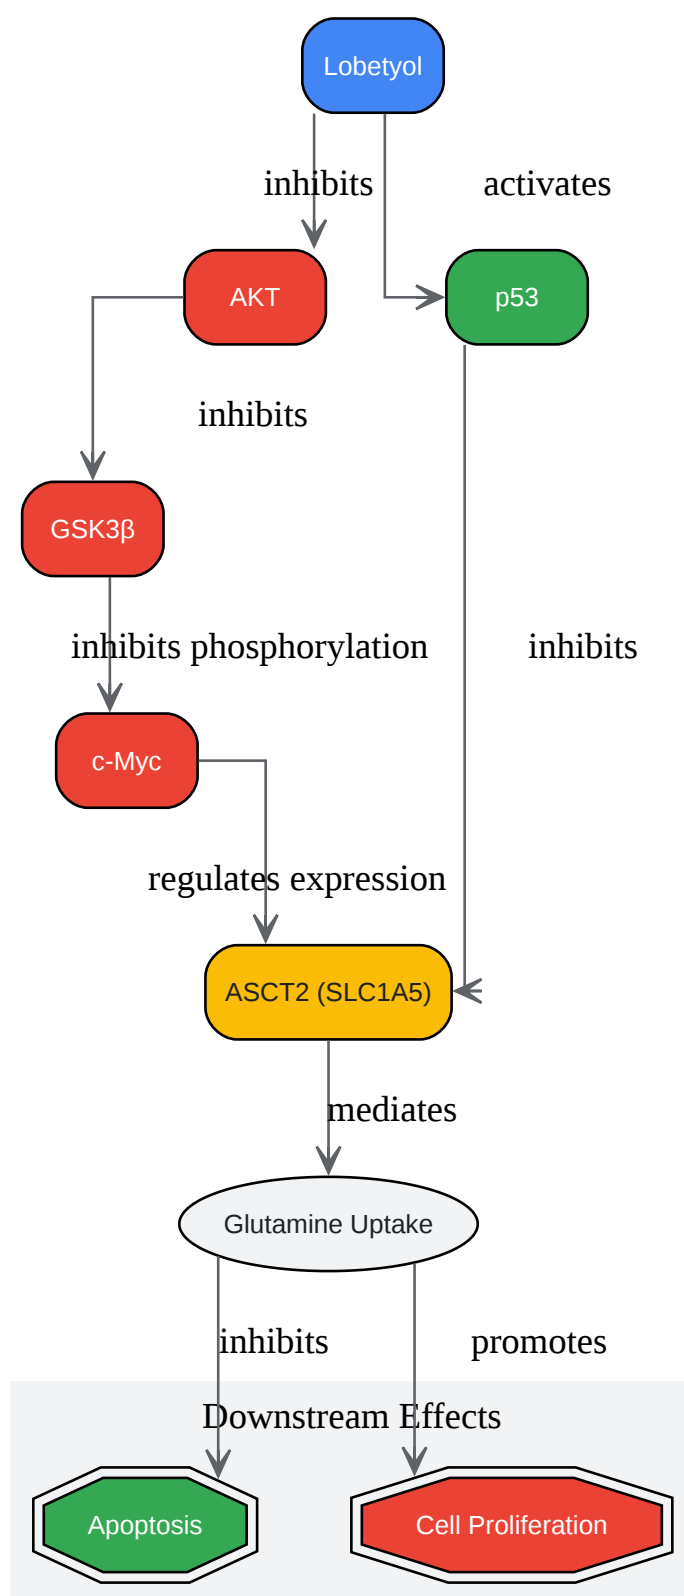 Lobetyol
inhibits
activates
AKT
p53
inhibits
GSK3β
inhibits phosphorylation
inhibits
c-Myc
regulates expression
ASCT2 (SLC1A5)
mediates
Glutamine Uptake
inhibits
promotes
Downstream Effects
Apoptosis
Cell Proliferation